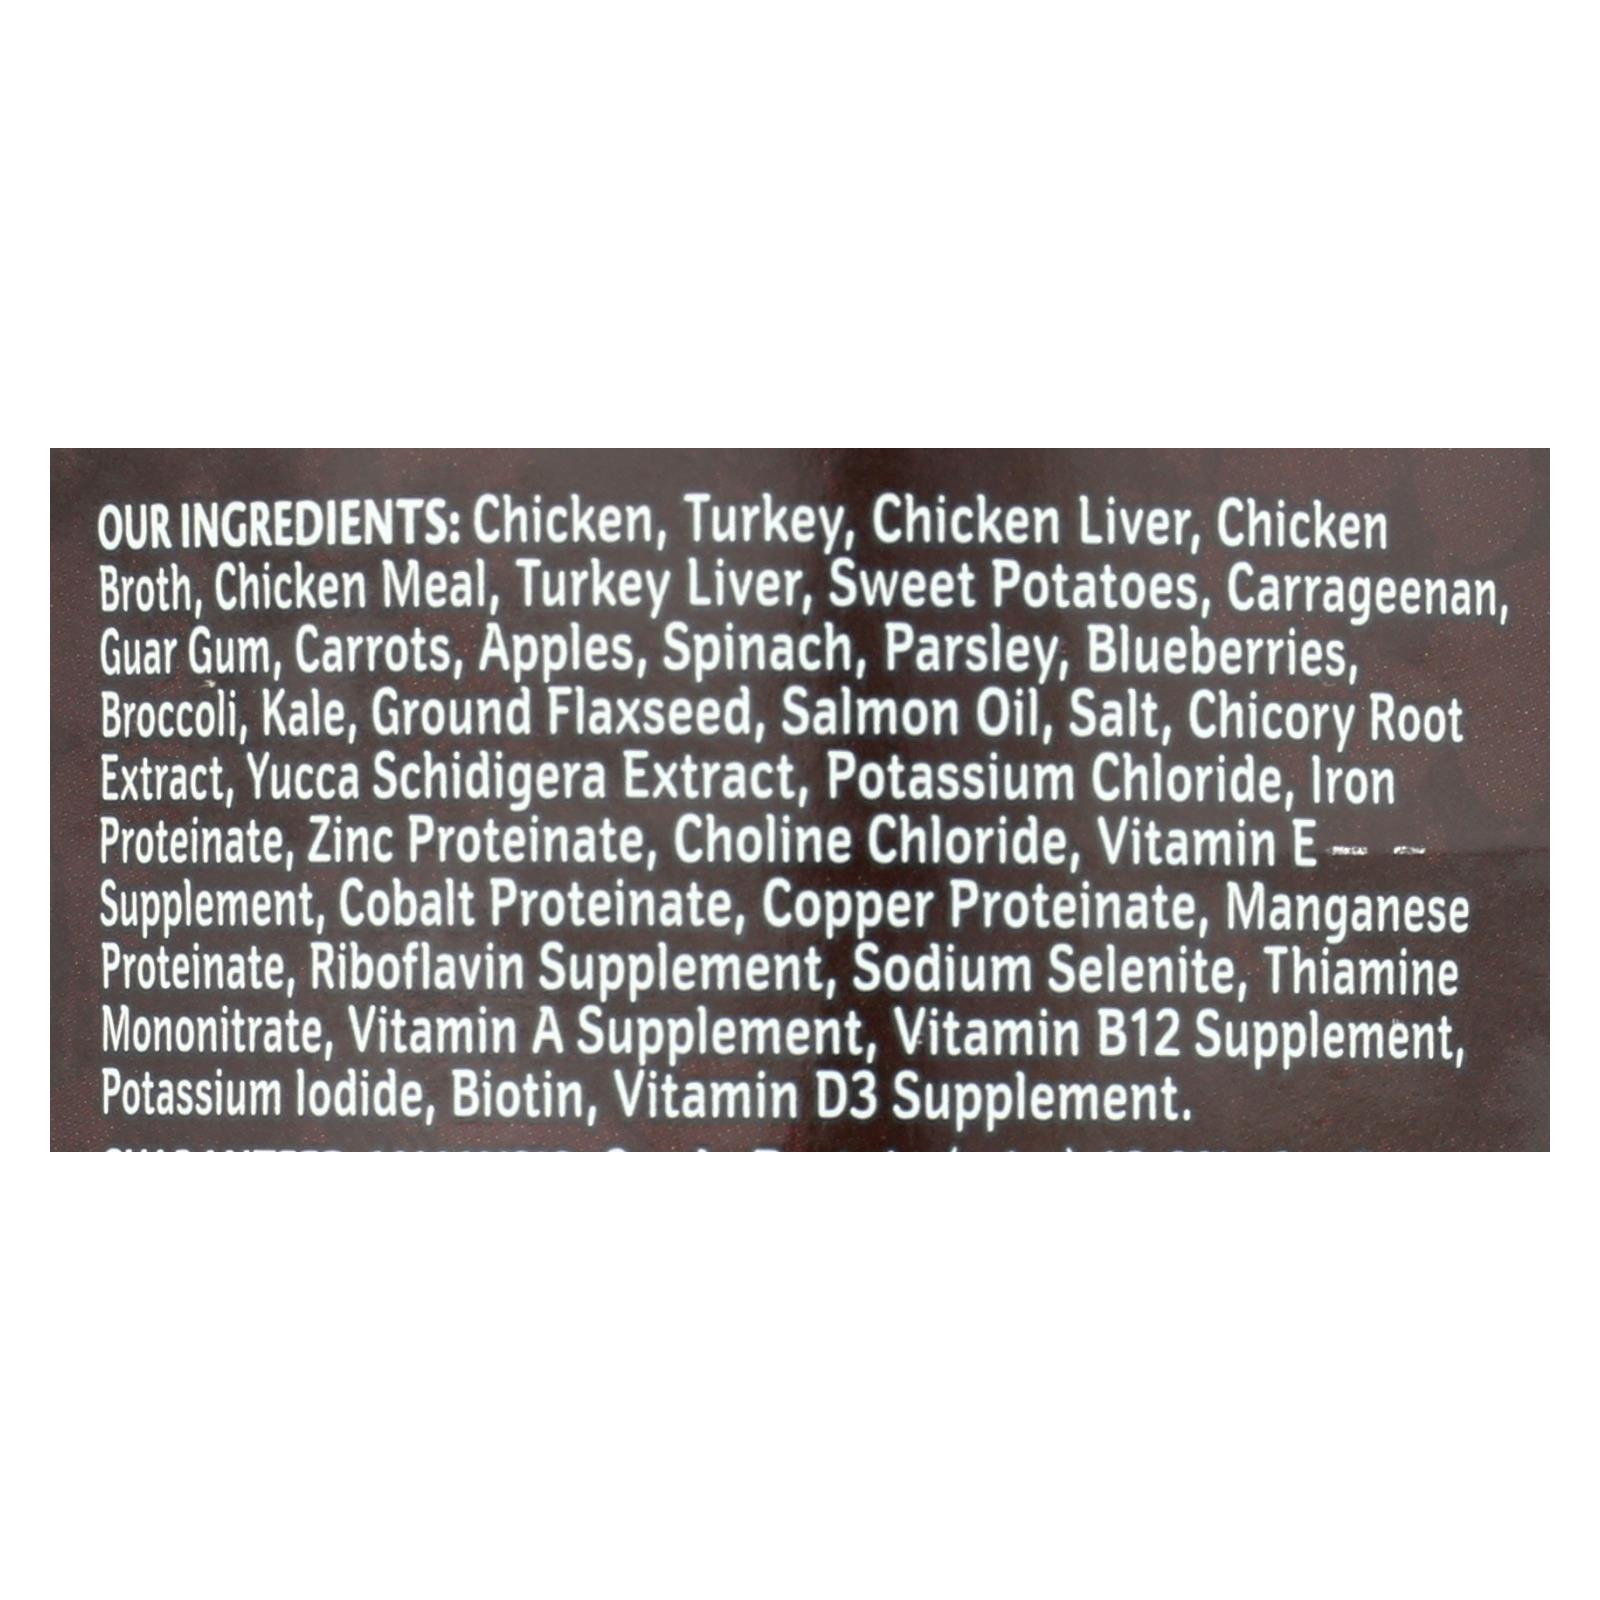 OUR INGREDIENTS: Chicken, Turkey, Chicken Liver, Chicken
Broth, Chicken Meal, Turkey Liver, Sweet Potatoes, Carrageenan,
Guar Gum, Carrots, Apples, Spinach, Parsley, Blueberries,
Broccoli, Kale, Ground Flaxseed, Salmon Oil, Salt, Chicory Root
Extract, Yucca Schidigera Extract, Potassium Chloride, Iron
Proteinate, Zinc Proteinate, Choline Chloride, Vitamin E
Supplement, Cobalt Proteinate, Copper Proteinate, Manganese
Proteinate, Riboflavin Supplement, Sodium Selenite, Thiamine
Mononitrate, Vitamin A Supplement, Vitamin B12 Supplement,
Potassium Iodide, Biotin, Vitamin D3 Supplement.